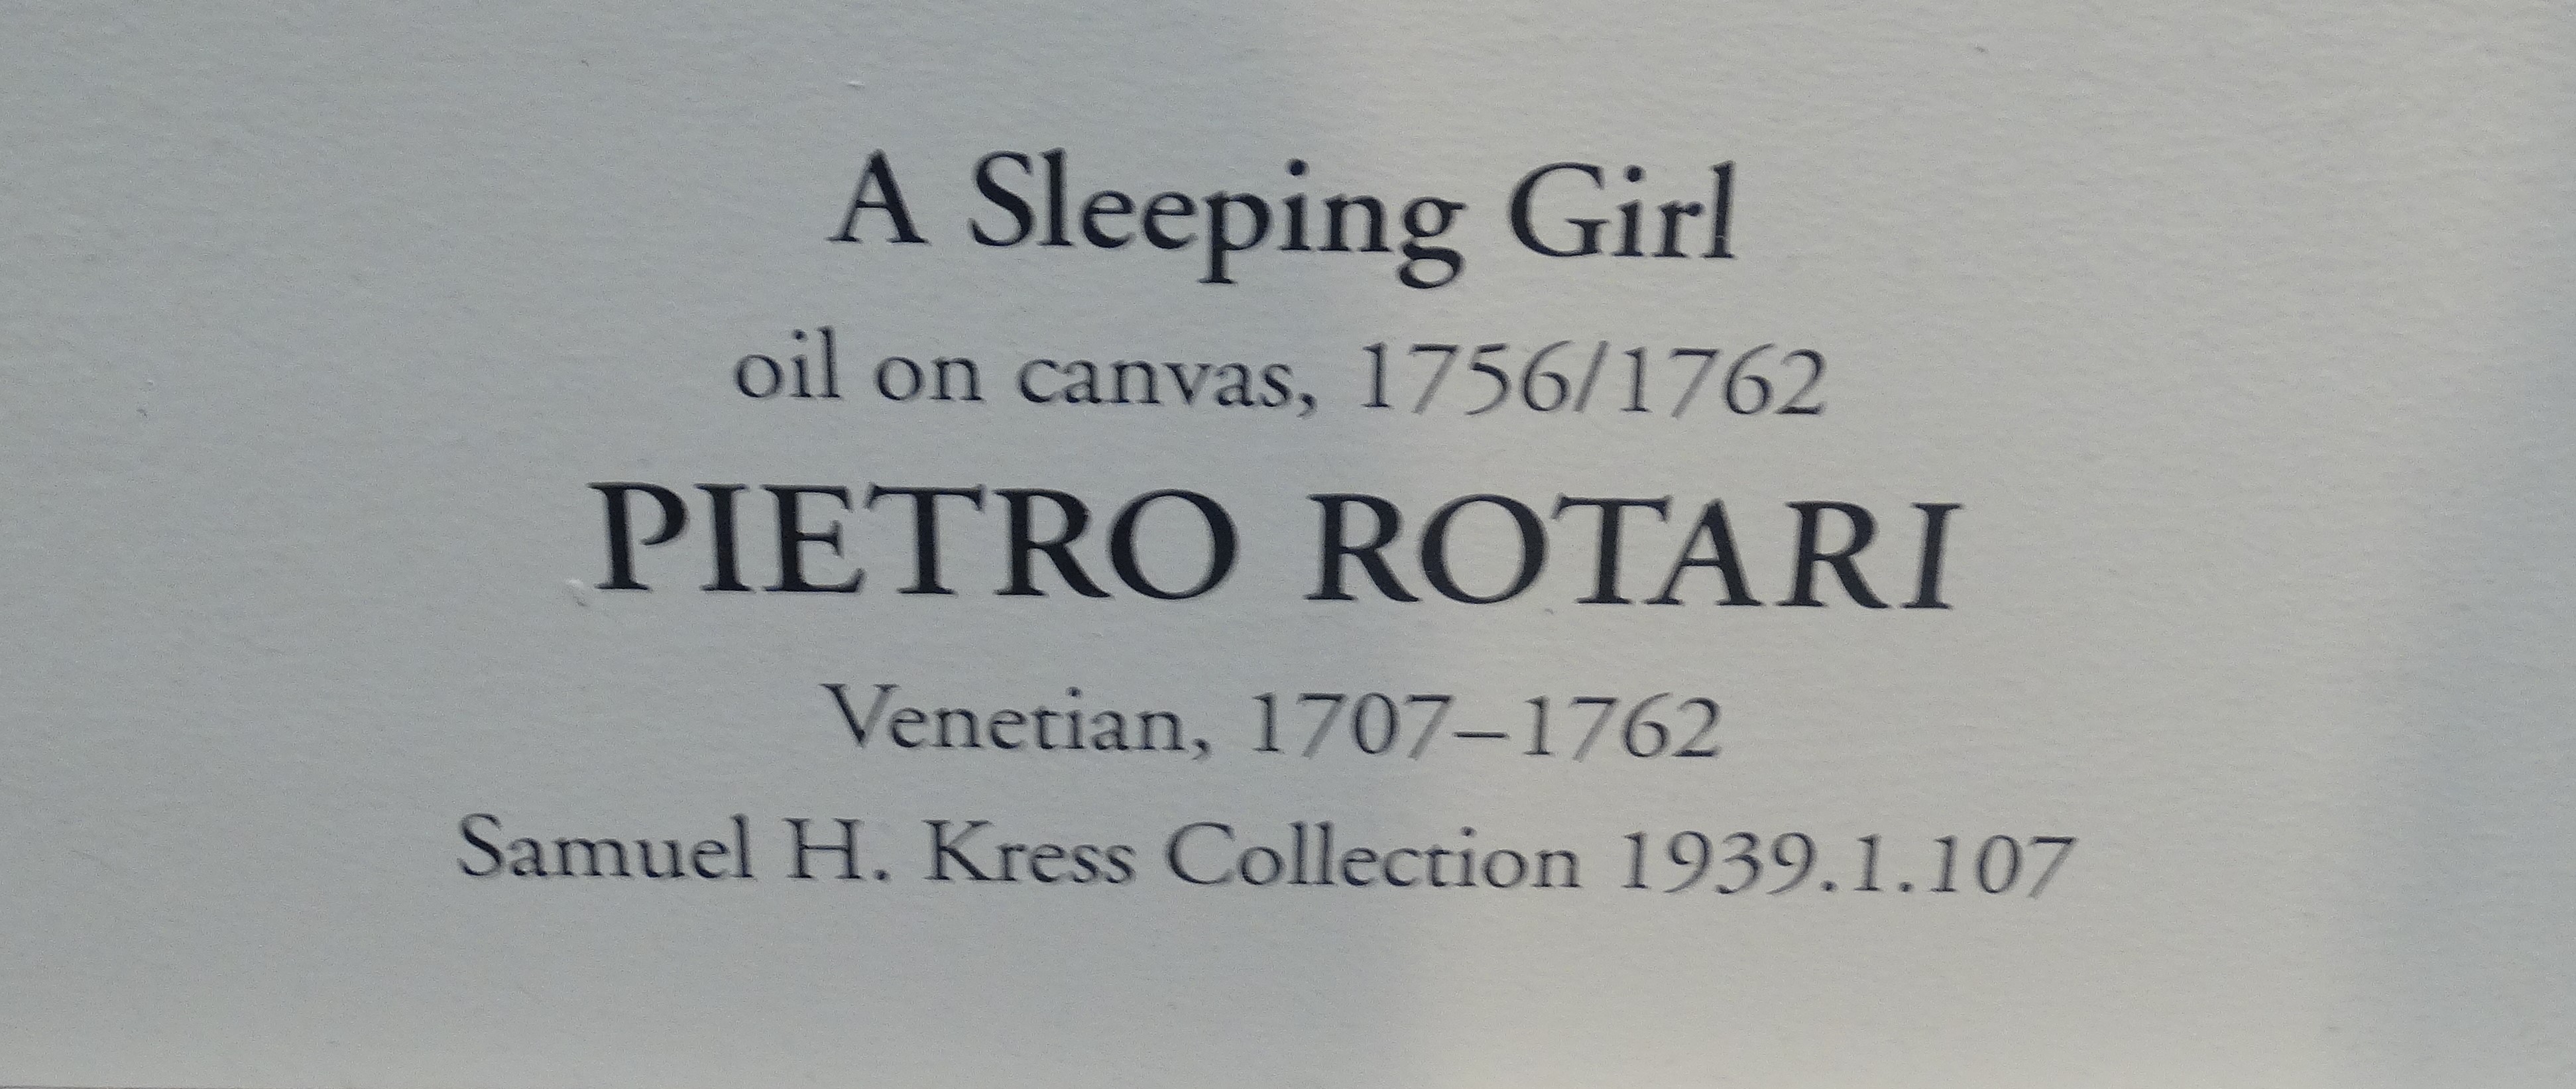 A Sleeping Girl
oil on canvas, 1756/1762
PIETRO ROTARI
Venetian, 1707–1762
Samuel H. Kress Collection 1939.1.107